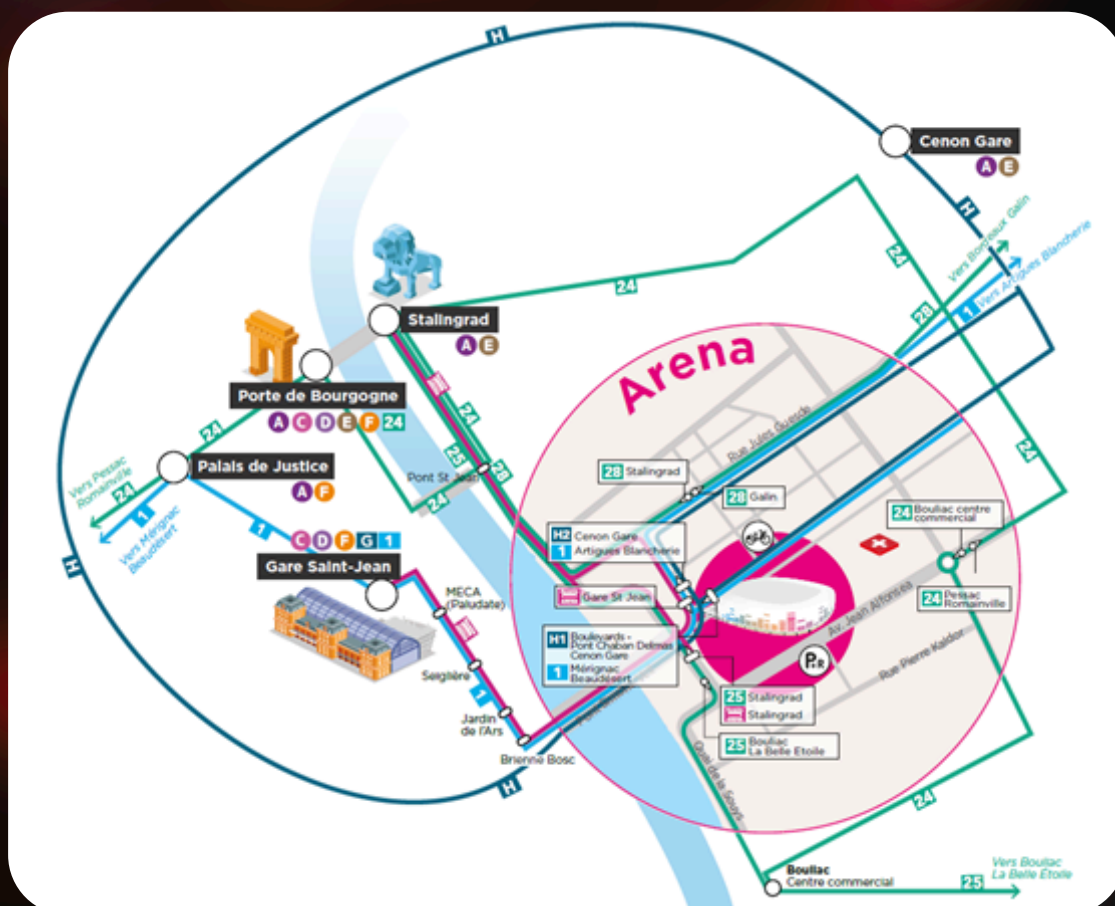 H
Cenon Gare
A E
H
Vers Bordeaux Galin
Vers Artigues Blancherie
24
24
28
1
Stalingrad
A E
Arena
Porte de Bourgogne
A C D E F 24
24
24
25
28
Pont St Jean
24
Rue Jules Guesde
24
Palais de Justice
A F
Vers Pessac
Romainville
24
1
Vers Mérignac
Beaudésert
1
28 Stalingrad
28 Galin
24 Bouliac centre
commercial
H2 Cenon Gare
1 Artigues Blancherie
C D F G 1
Gare Saint-Jean
H
Gare St Jean
24 Pessac
Romainville
Av. Jean Alfonsea
MECA
(Paludate)
H1 Boulevards -
Pont Chaban Delmas
Cenon Gare
1 Mérignac
Beaudésert
P+R
Rue Pierre Kaldor
Seiglière
1
25 Stalingrad
Stalingrad
Jardin
de l'Ars
25 Bouliac
La Belle Etoile
Brienne Bosc
H
Quai de la Souys
24
Bouliac
Centre commercial
25
Vers Bouliac
La Belle Étoile